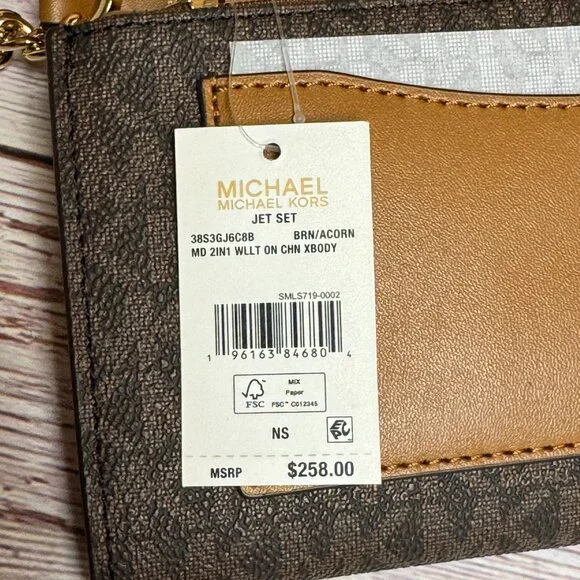 MICHAEL
MICHAEL KORS
JET SET
38S3GJ6C8B BRN/ACORN
MD 2IN1 WLLT ON CHN XBODY
SMLS719-0002
1 96163 84680 4
FSC
MIX
Paper
FSC™ C012345
NS
MSRP $258.00